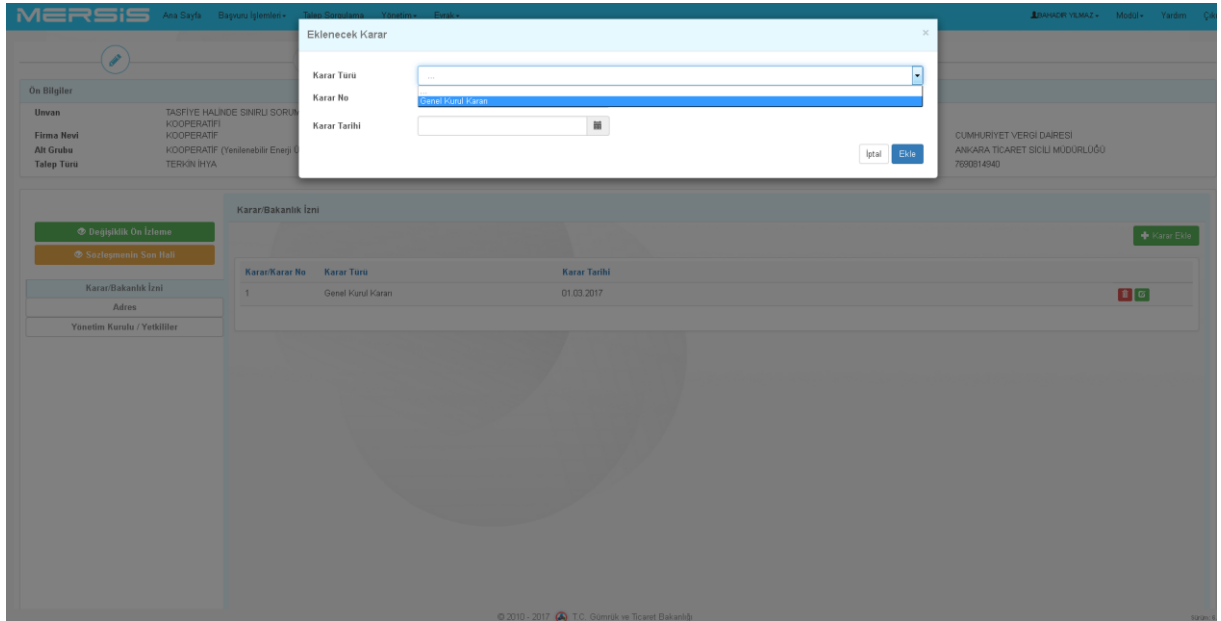 MERSiS Ana Sayfa Başvuru İşlemleri Talep Sorgulama Yönetim Evrak BAHADIR YILMAZ Modül Yardım
Eklenecek Karar ×
Karar Türü ...
...
Genel Kurul Kararı
Karar No
Karar Tarihi
İptal Ekle
Ön Bilgiler
Unvan TASFİYE HALİNDE SINIRLI SORUM
KOOPERATİFİ
Firma Nevi KOOPERATİF CUMHURİYET VERGİ DAİRESİ
Alt Grubu KOOPERATİF (Yenilenebilir Enerji Ü ANKARA TİCARET SİCİLİ MÜDÜRLÜĞÜ
Talep Türü TERKİN İHYA 7690814940
Karar/Bakanlık İzni
Değişiklik Ön İzleme
Karar Ekle
Sözleşmenin Son Hali
Karar/Karar No Karar Türü Karar Tarihi
Karar/Bakanlık İzni
1 Genel Kurul Kararı 01.03.2017
Adres
Yönetim Kurulu / Yetkililer
© 2010 - 2017 T.C. Gümrük ve Ticaret Bakanlığı